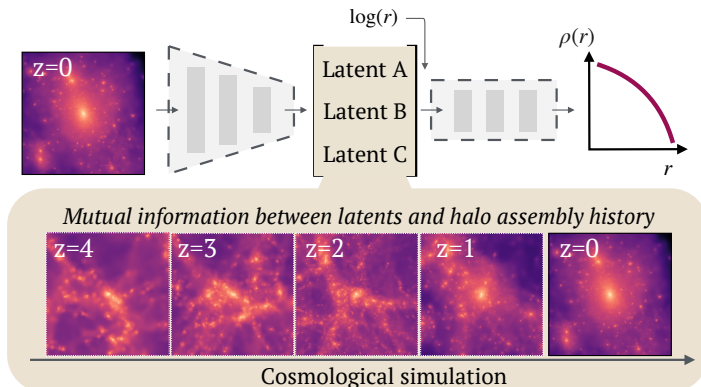 log(r)
z=0
Latent A
Latent B
Latent C
ρ(r)
r
Mutual information between latents and halo assembly history
z=4 z=3 z=2 z=1 z=0
Cosmological simulation